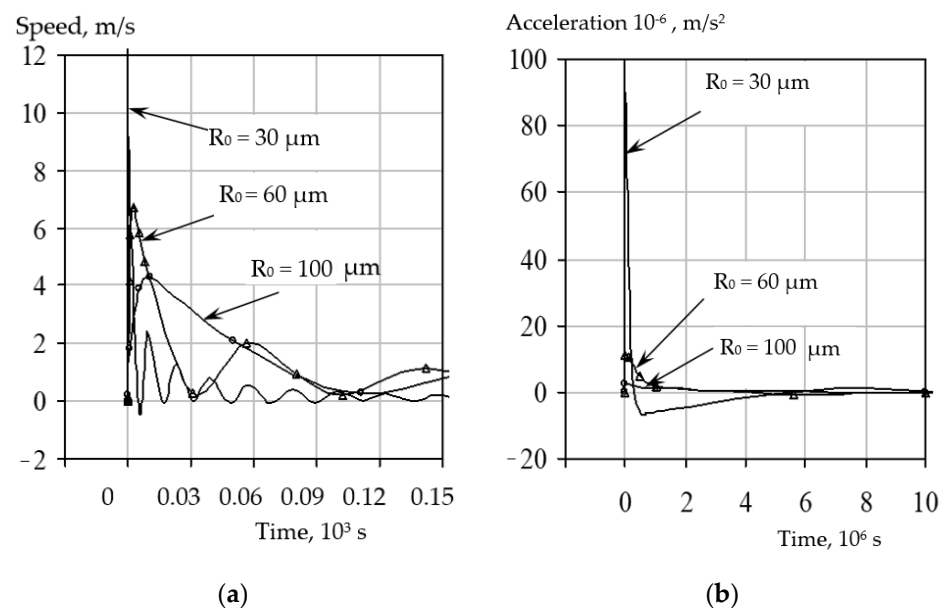 Speed, m/s
12
10
8
6
4
2
0
−2
R₀ = 30 µm
R₀ = 60 µm
R₀ = 100 µm
0 0.03 0.06 0.09 0.12 0.15
Time, 10³ s
(a)
Acceleration 10⁻⁶ , m/s²
100
80
60
40
20
0
−20
R₀ = 30 µm
R₀ = 60 µm
R₀ = 100 µm
0 2 4 6 8 10
Time, 10⁶ s
(b)